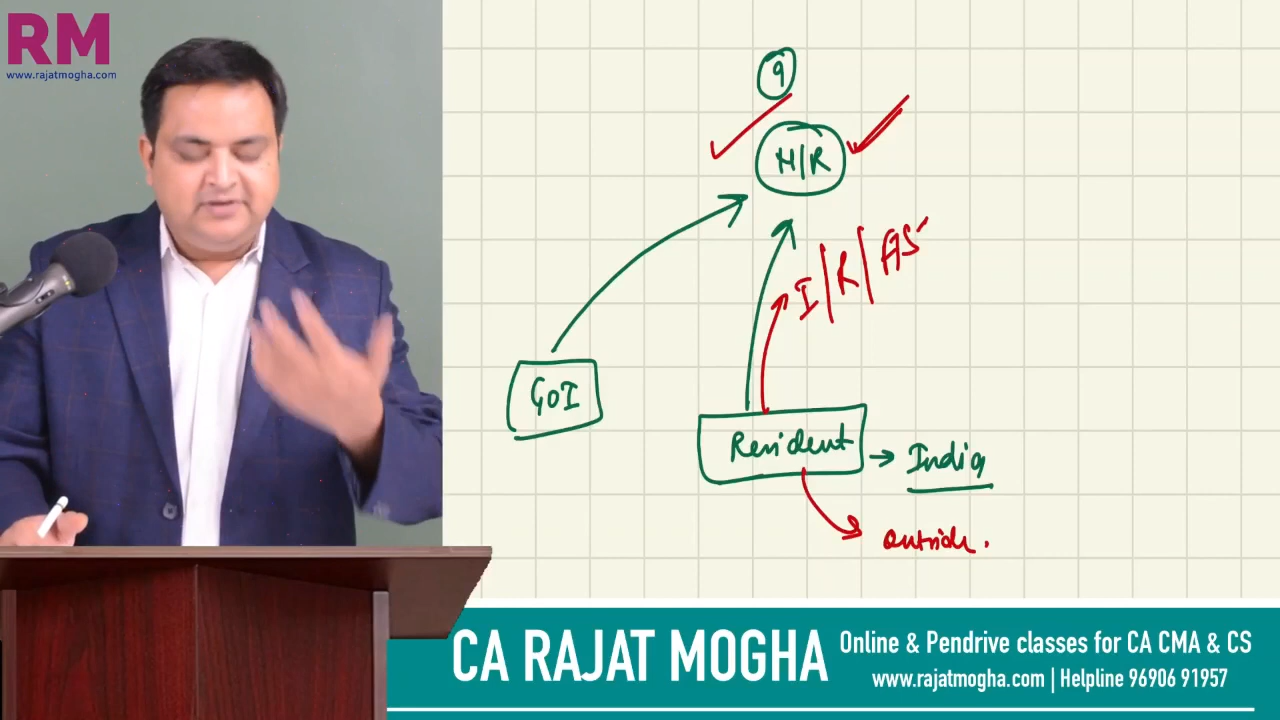 RM
www.rajatmogha.com
9
N/R
I/R/AS
GOI
Resident → India
outside.
CA RAJAT MOGHA
Online & Pendrive classes for CA CMA & CS
www.rajatmogha.com | Helpline 96906 91957